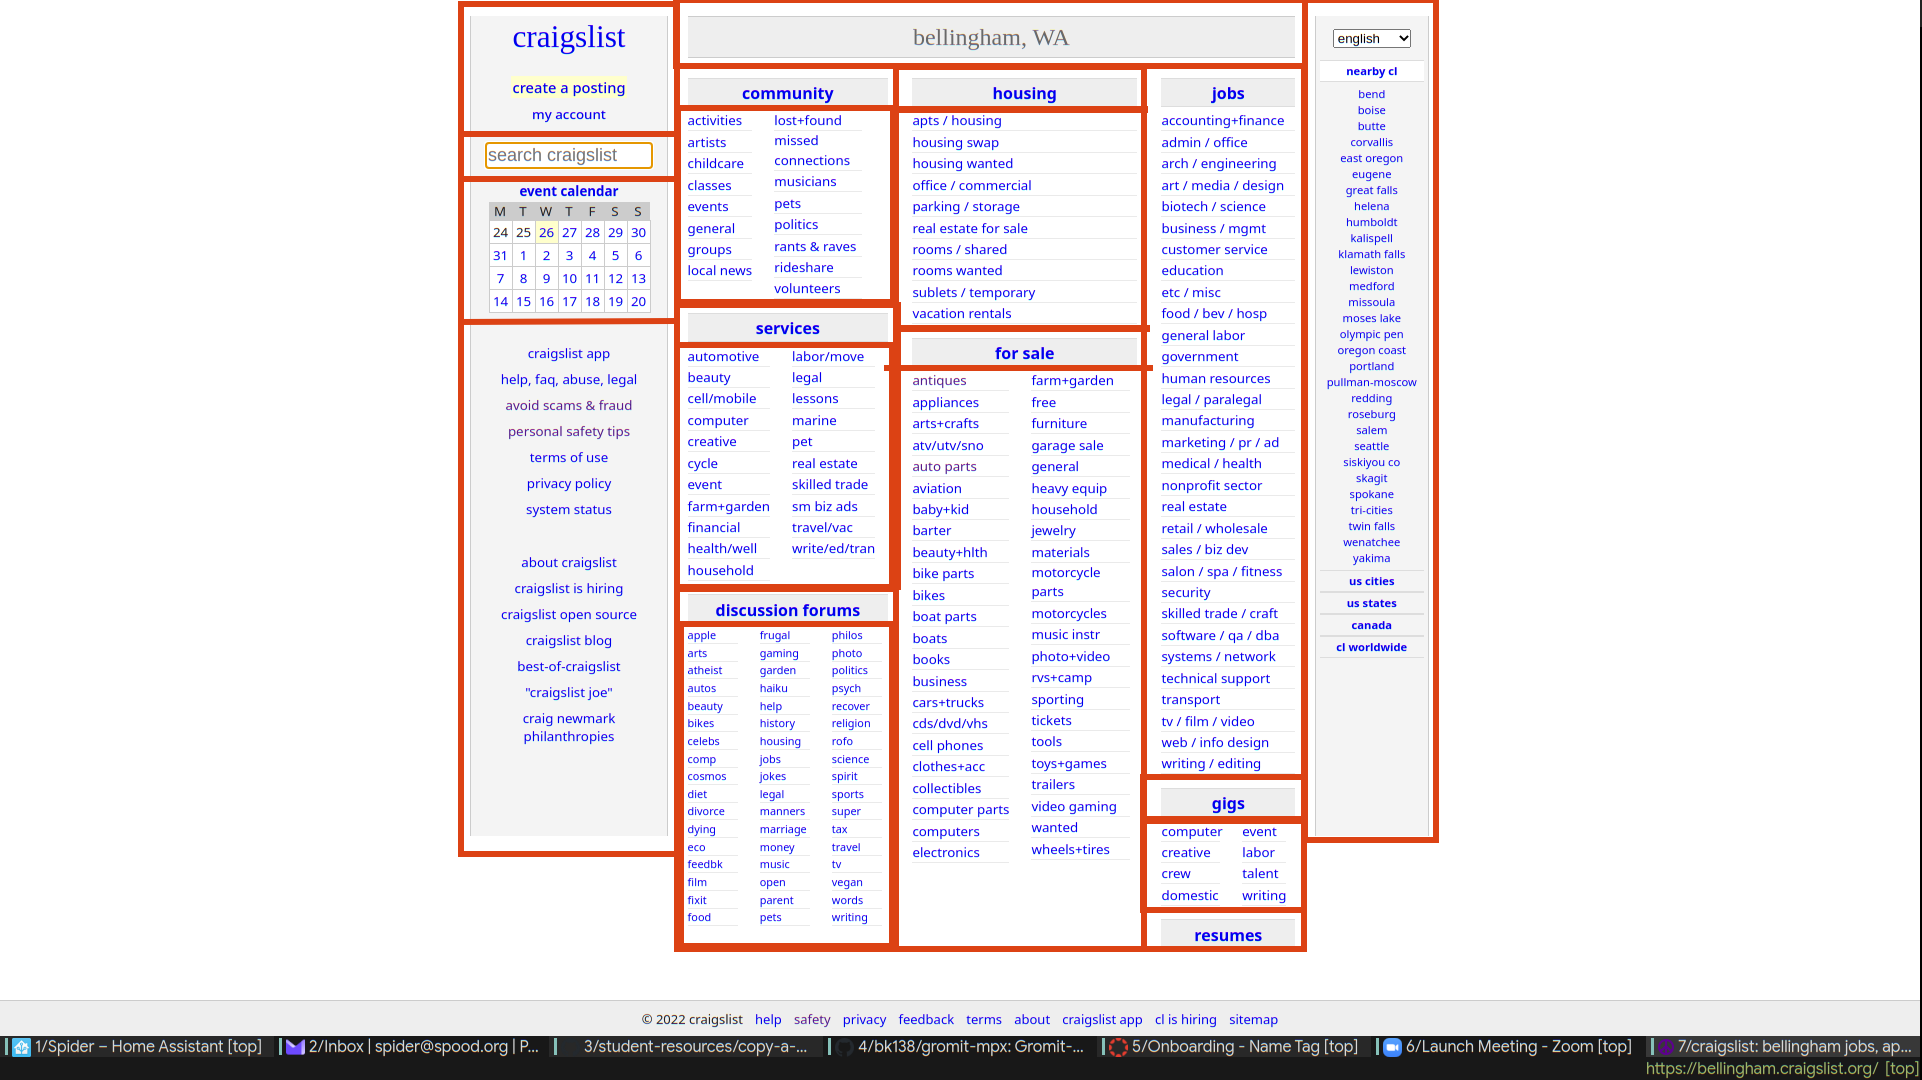 craigslist
create a posting
my account
search craigslist
event calendar
M T W T F S S
24 25 26 27 28 29 30
31 1 2 3 4 5 6
7 8 9 10 11 12 13
14 15 16 17 18 19 20
craigslist app
help, faq, abuse, legal
avoid scams & fraud
personal safety tips
terms of use
privacy policy
system status
about craigslist
craigslist is hiring
craigslist open source
craigslist blog
best-of-craigslist
"craigslist joe"
craig newmark
philanthropies
bellingham, WA
community
activities
artists
childcare
classes
events
general
groups
local news
lost+found
missed
connections
musicians
pets
politics
rants & raves
rideshare
volunteers
services
automotive
beauty
cell/mobile
computer
creative
cycle
event
farm+garden
financial
health/well
household
labor/move
legal
lessons
marine
pet
real estate
skilled trade
sm biz ads
travel/vac
write/ed/tran
discussion forums
apple
arts
atheist
autos
beauty
bikes
celebs
comp
cosmos
diet
divorce
dying
eco
feedbk
film
fixit
food
frugal
gaming
garden
haiku
help
history
housing
jobs
jokes
legal
manners
marriage
money
music
open
parent
pets
philos
photo
politics
psych
recover
religion
rofo
science
spirit
sports
super
tax
travel
tv
vegan
words
writing
housing
apts / housing
housing swap
housing wanted
office / commercial
parking / storage
real estate for sale
rooms / shared
rooms wanted
sublets / temporary
vacation rentals
for sale
antiques
appliances
arts+crafts
atv/utv/sno
auto parts
aviation
baby+kid
barter
beauty+hlth
bike parts
bikes
boat parts
boats
books
business
cars+trucks
cds/dvd/vhs
cell phones
clothes+acc
collectibles
computer parts
computers
electronics
farm+garden
free
furniture
garage sale
general
heavy equip
household
jewelry
materials
motorcycle
parts
motorcycles
music instr
photo+video
rvs+camp
sporting
tickets
tools
toys+games
trailers
video gaming
wanted
wheels+tires
jobs
accounting+finance
admin / office
arch / engineering
art / media / design
biotech / science
business / mgmt
customer service
education
etc / misc
food / bev / hosp
general labor
government
human resources
legal / paralegal
manufacturing
marketing / pr / ad
medical / health
nonprofit sector
real estate
retail / wholesale
sales / biz dev
salon / spa / fitness
security
skilled trade / craft
software / qa / dba
systems / network
technical support
transport
tv / film / video
web / info design
writing / editing
gigs
computer
creative
crew
domestic
event
labor
talent
writing
resumes
english
nearby cl
bend
boise
butte
corvallis
east oregon
eugene
great falls
helena
humboldt
kalispell
klamath falls
lewiston
medford
missoula
moses lake
olympic pen
oregon coast
portland
pullman-moscow
redding
roseburg
salem
seattle
siskiyou co
skagit
spokane
tri-cities
twin falls
wenatchee
yakima
us cities
us states
canada
cl worldwide
© 2022 craigslist help safety privacy feedback terms about craigslist app cl is hiring sitemap
1/Spider – Home Assistant [top] 2/Inbox | spider@spood.org | P... 3/student-resources/copy-a-... 4/bk138/gromit-mpx: Gromit-... 5/Onboarding - Name Tag [top] 6/Launch Meeting - Zoom [top] 7/craigslist: bellingham jobs, ap...
https://bellingham.craigslist.org/ [top]